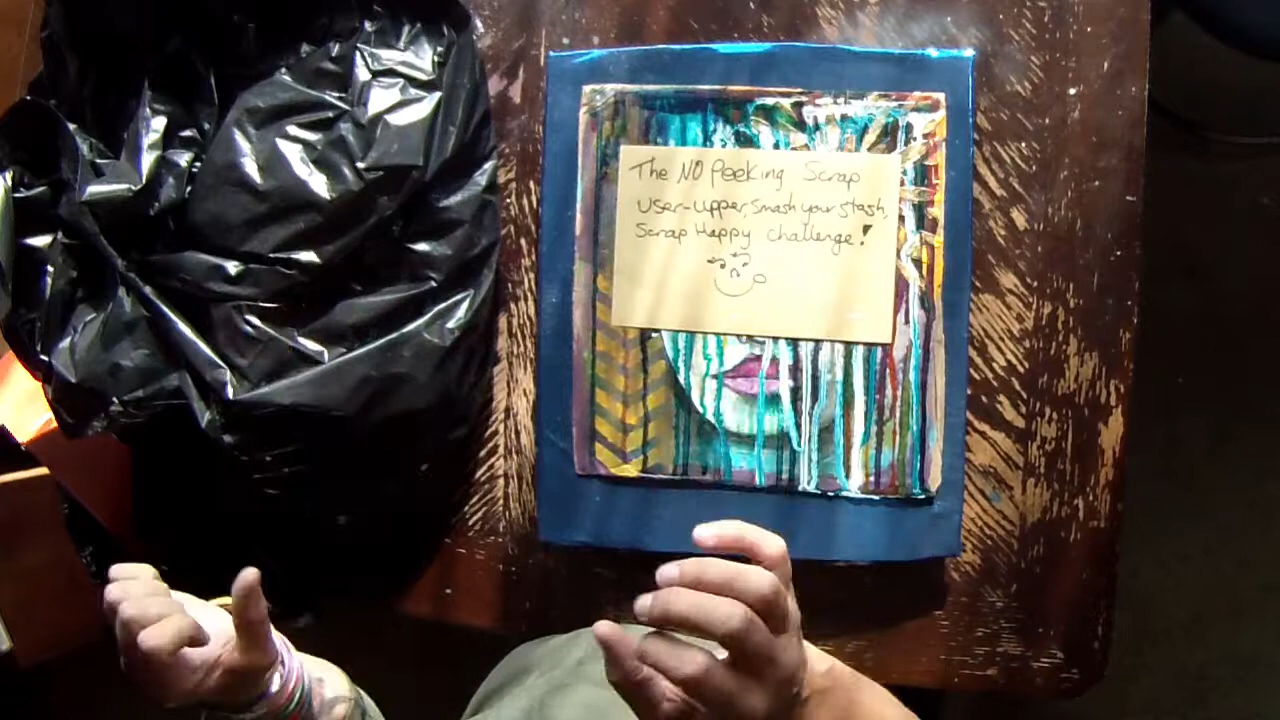 The NO Peeking Scrap
User-Upper, Smash your Stash,
Scrap Happy challenge!